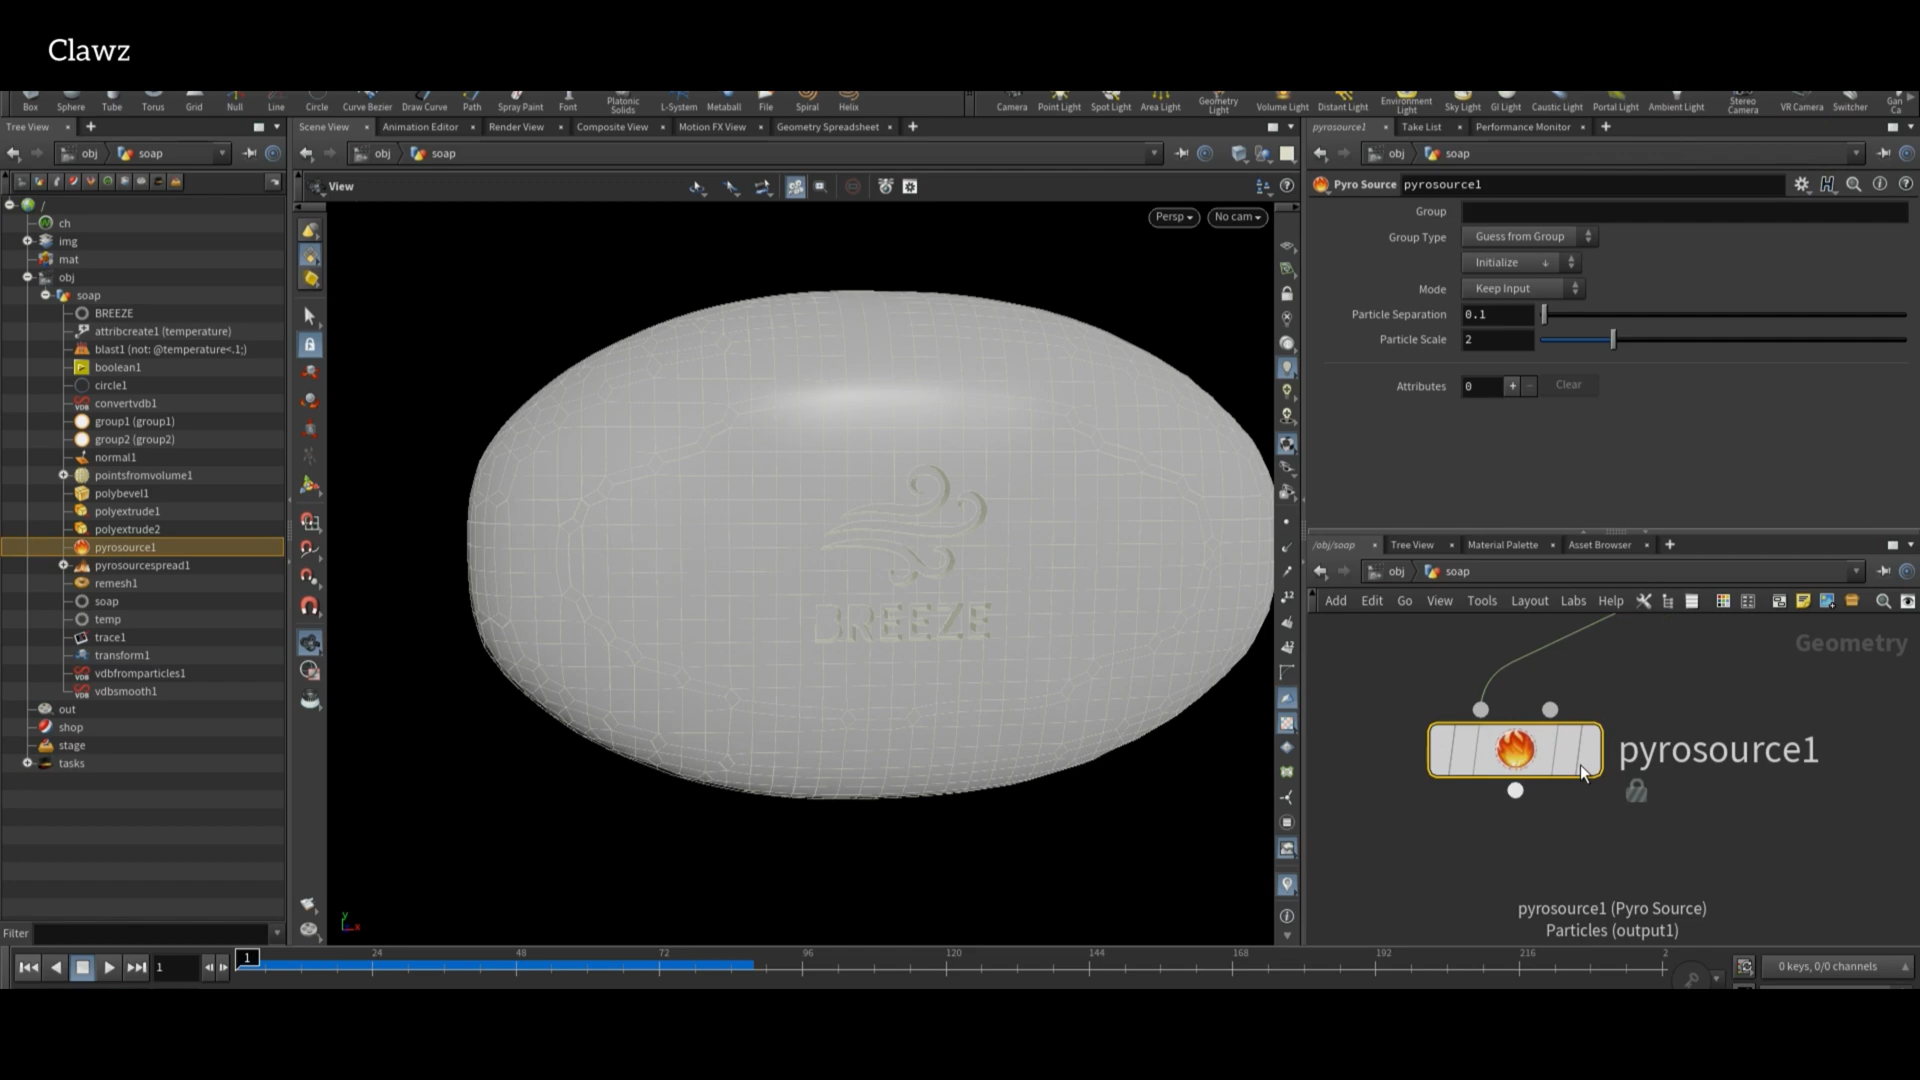 Clawz
Box Sphere Tube Torus Grid Null Line Circle Curve Bezier Draw Curve Path Spray Paint Font Platonic Solids L-System Metaball File Spiral Helix
Camera Point Light Spot Light Area Light Geometry Light Volume Light Distant Light Environment Light Sky Light GI Light Caustic Light Portal Light Ambient Light Stereo Camera VR Camera Switcher
Tree View
Scene View Animation Editor Render View Composite View Motion FX View Geometry Spreadsheet
pyrosource1 Take List Performance Monitor
obj soap
obj soap
obj soap
View
Persp No cam
/
ch
img
mat
obj
soap
BREEZE
attribcreate1 (temperature)
blast1 (not: @temperature<.1;)
boolean1
circle1
convertvdb1
group1 (group1)
group2 (group2)
normal1
pointsfromvolume1
polybevel1
polyextrude1
polyextrude2
pyrosource1
pyrosourcespread1
remesh1
soap
temp
trace1
transform1
vdbfromparticles1
vdbsmooth1
out
shop
stage
tasks
Filter
BREEZE
y
x
Pyro Source pyrosource1
Group
Group Type Guess from Group
Initialize
Mode Keep Input
Particle Separation 0.1
Particle Scale 2
Attributes 0 + - Clear
/obj/soap Tree View Material Palette Asset Browser
obj soap
Add Edit Go View Tools Layout Labs Help
Geometry
pyrosource1
pyrosource1 (Pyro Source)
Particles (output1)
1
1 24 48 72 96 120 144 168 192 216 2
0 keys, 0/0 channels